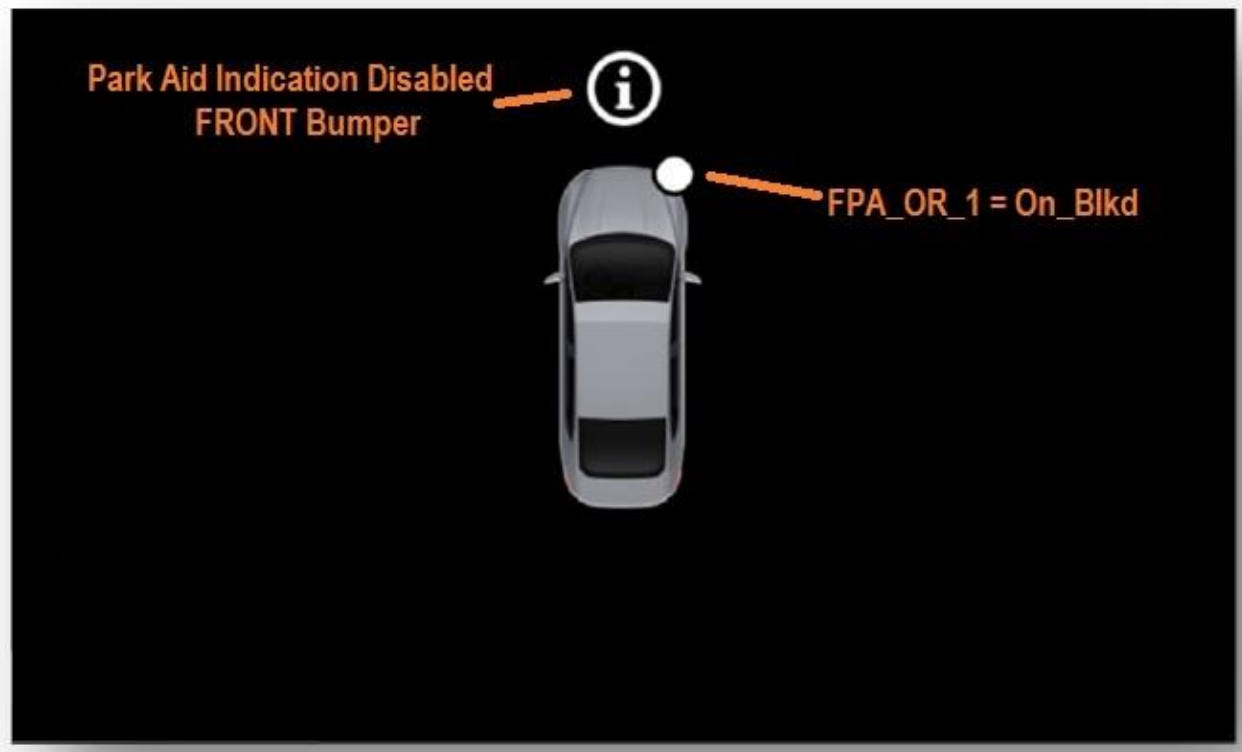 Park Aid Indication Disabled
FRONT Bumper
i
FPA_OR_1 = On_Blkd